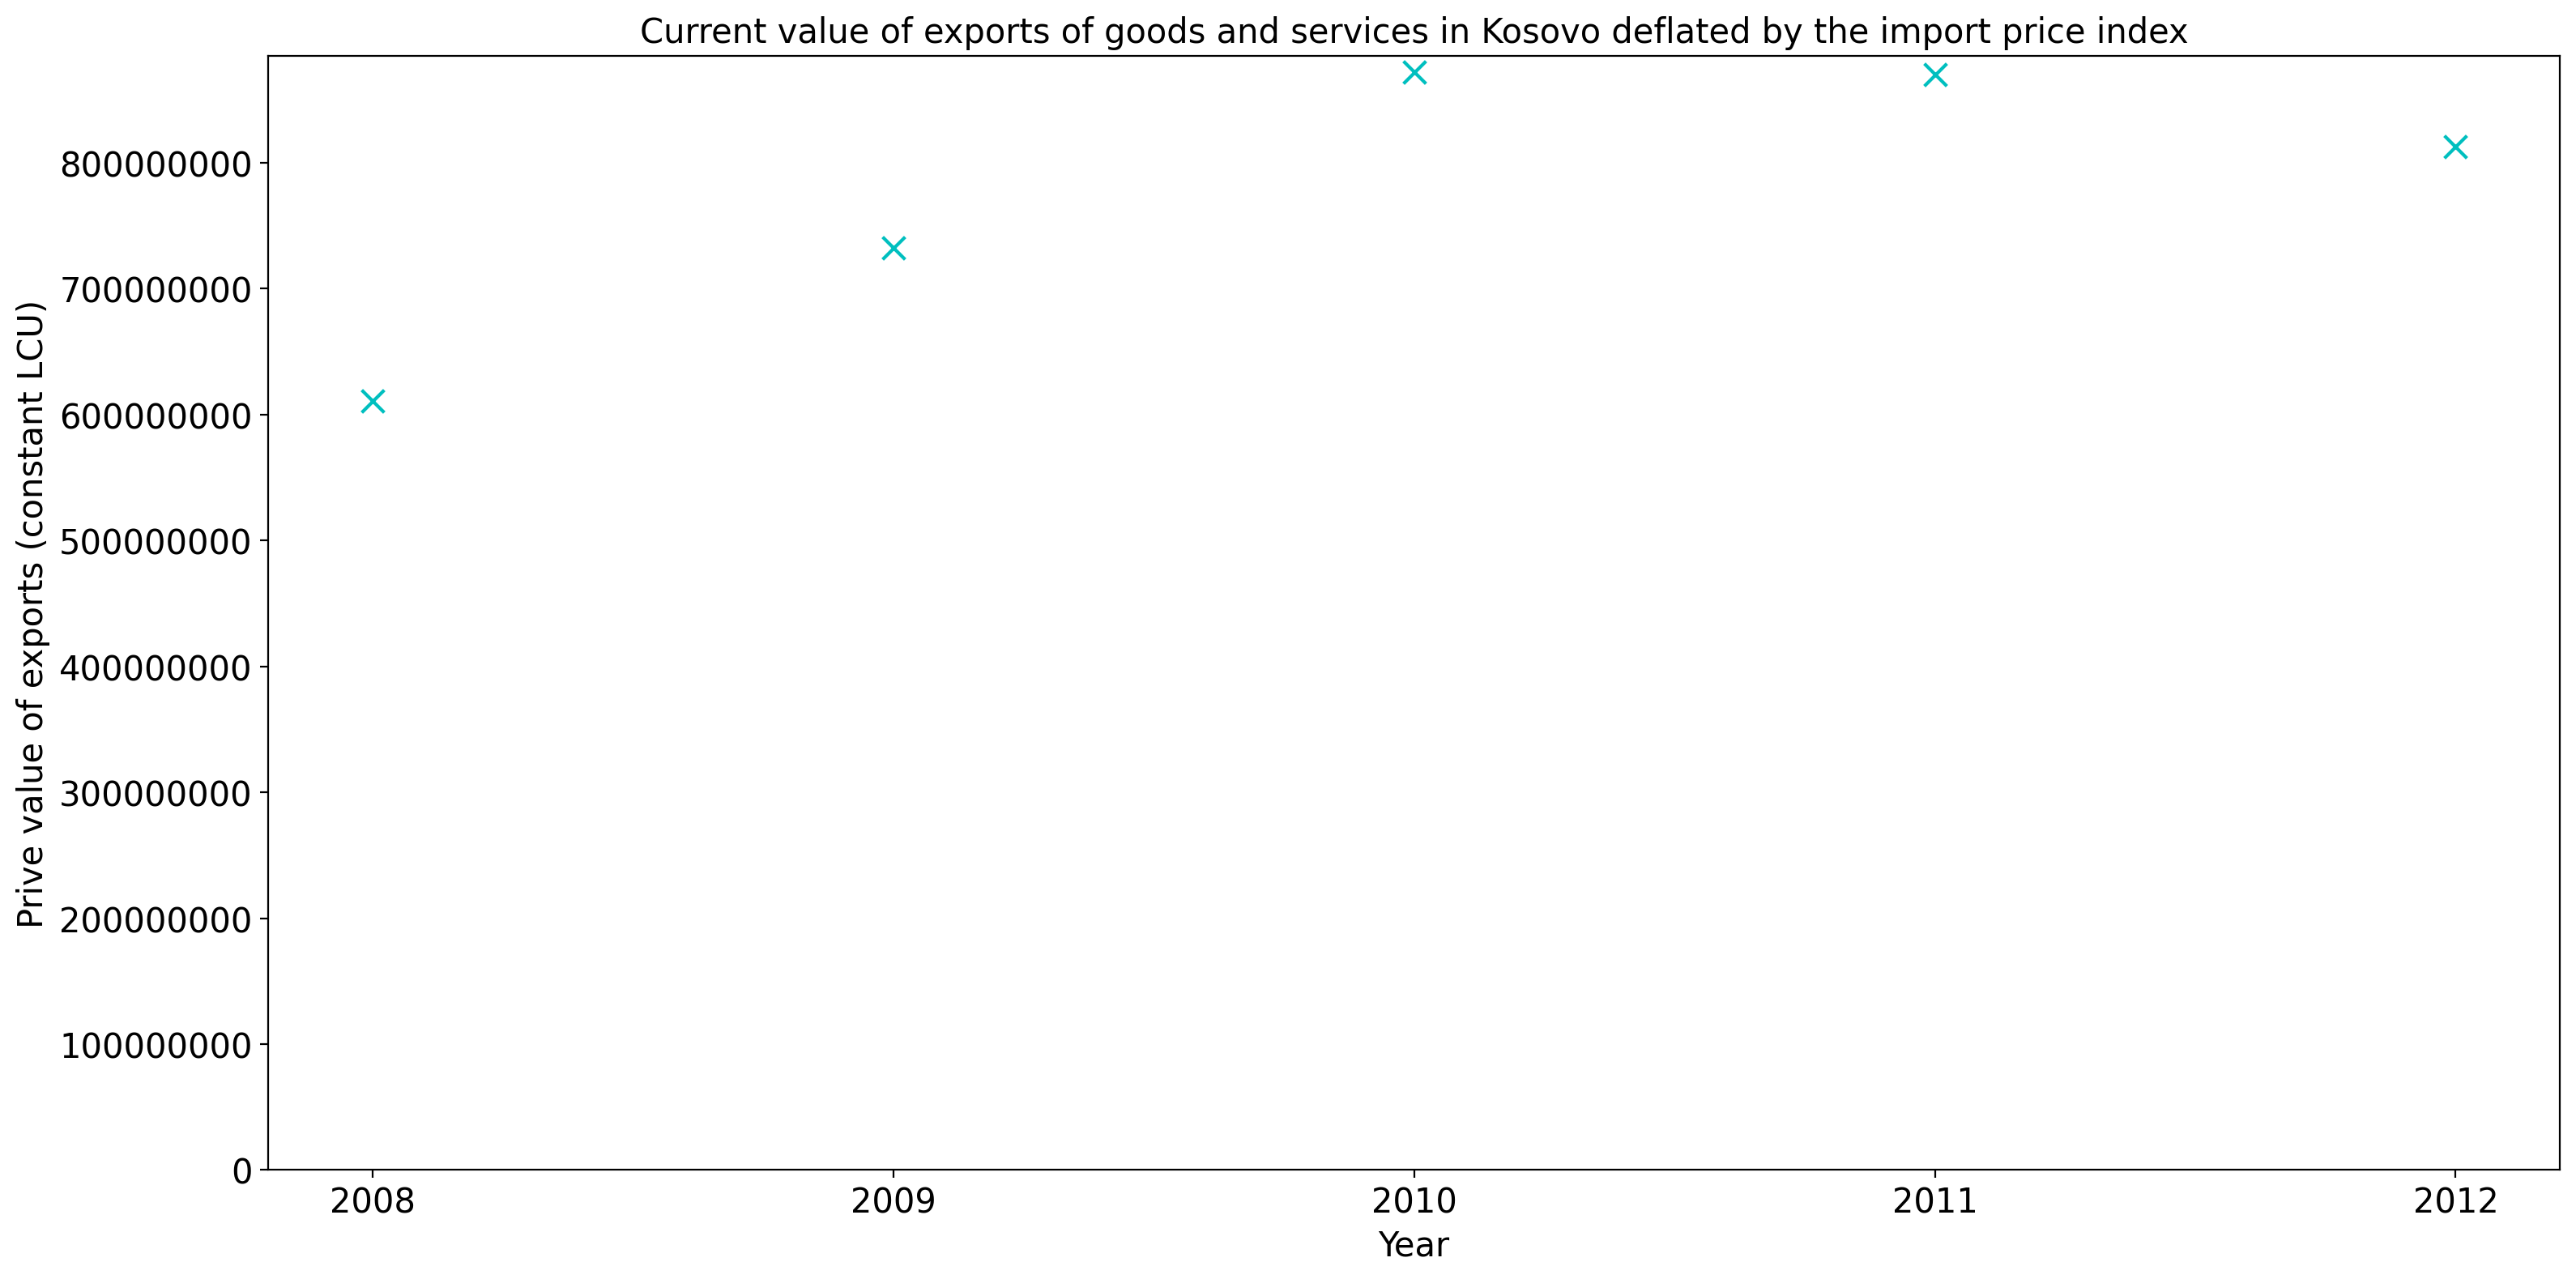 Current value of exports of goods and services in Kosovo deflated by the import price index
Prive value of exports (constant LCU)
800000000
700000000
600000000
500000000
400000000
300000000
200000000
100000000
0
2008 2009 2010 2011 2012
Year